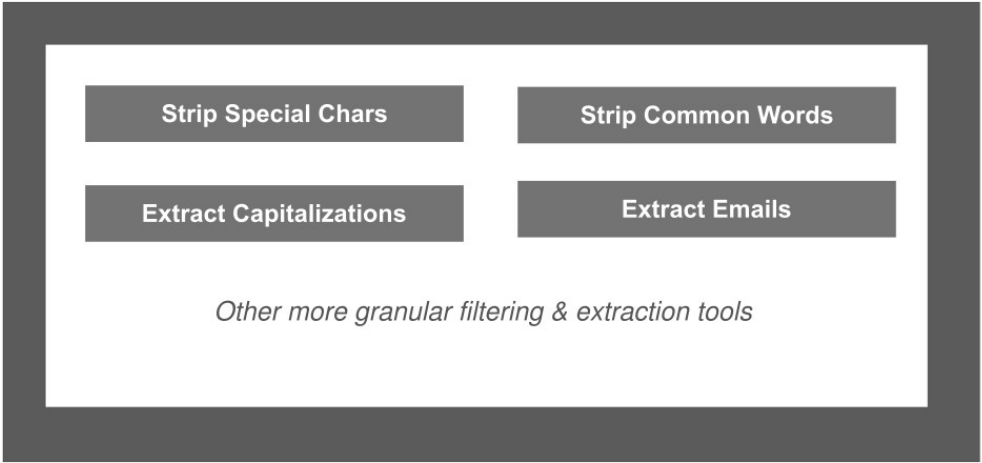 Strip Special Chars
Strip Common Words
Extract Capitalizations
Extract Emails
Other more granular filtering & extraction tools